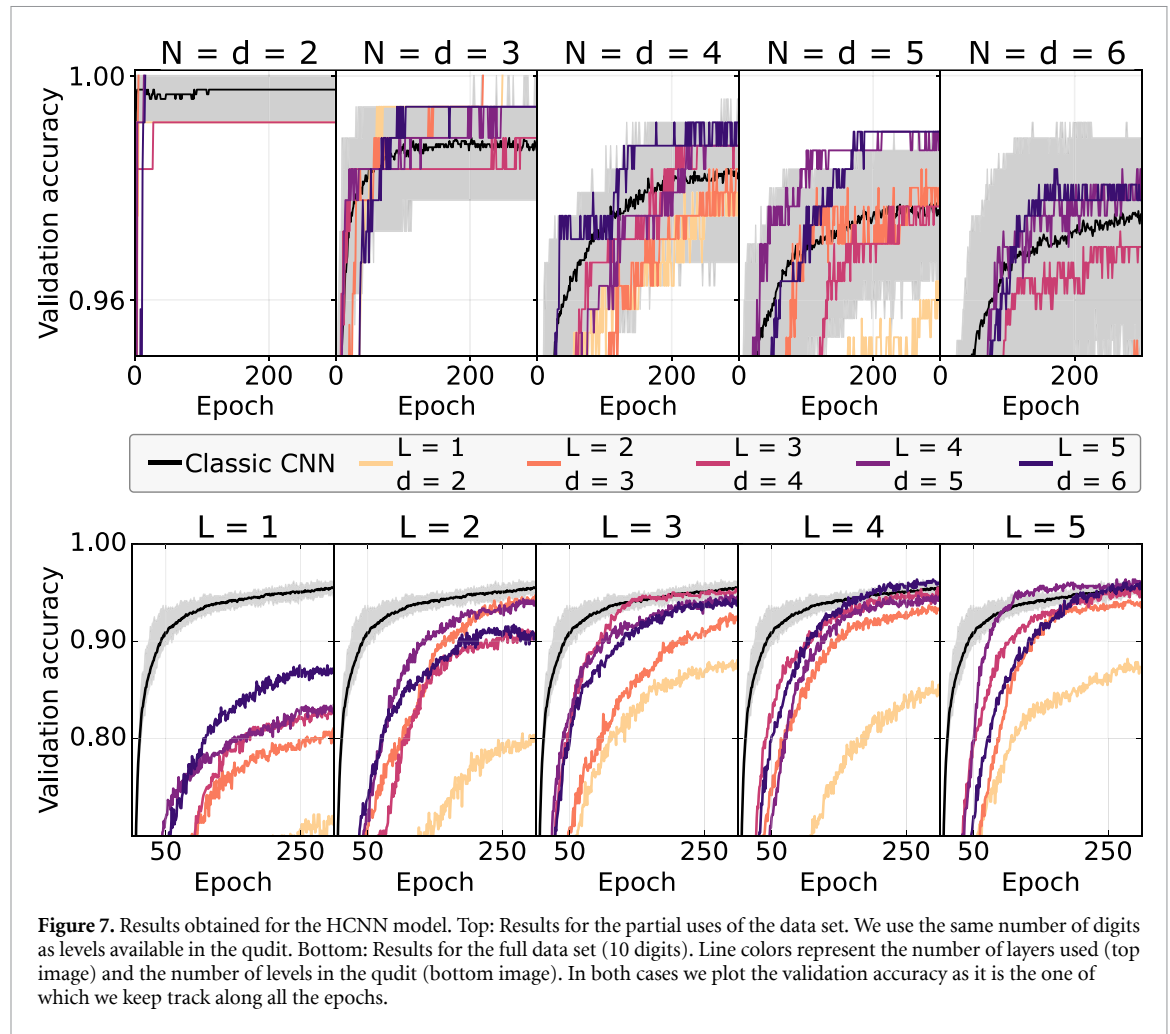 N = d = 2 N = d = 3 N = d = 4 N = d = 5 N = d = 6
1.00
0.96
Validation accuracy
0 200 0 200 0 200 0 200 0 200
Epoch Epoch Epoch Epoch Epoch
Classic CNN L = 1 L = 2 L = 3 L = 4 L = 5
d = 2 d = 3 d = 4 d = 5 d = 6
L = 1 L = 2 L = 3 L = 4 L = 5
1.00
0.90
0.80
Validation accuracy
50 250 50 250 50 250 50 250 50 250
Epoch Epoch Epoch Epoch Epoch
Figure 7. Results obtained for the HCNN model. Top: Results for the partial uses of the data set. We use the same number of digits
as levels available in the qudit. Bottom: Results for the full data set (10 digits). Line colors represent the number of layers used (top
image) and the number of levels in the qudit (bottom image). In both cases we plot the validation accuracy as it is the one of
which we keep track along all the epochs.